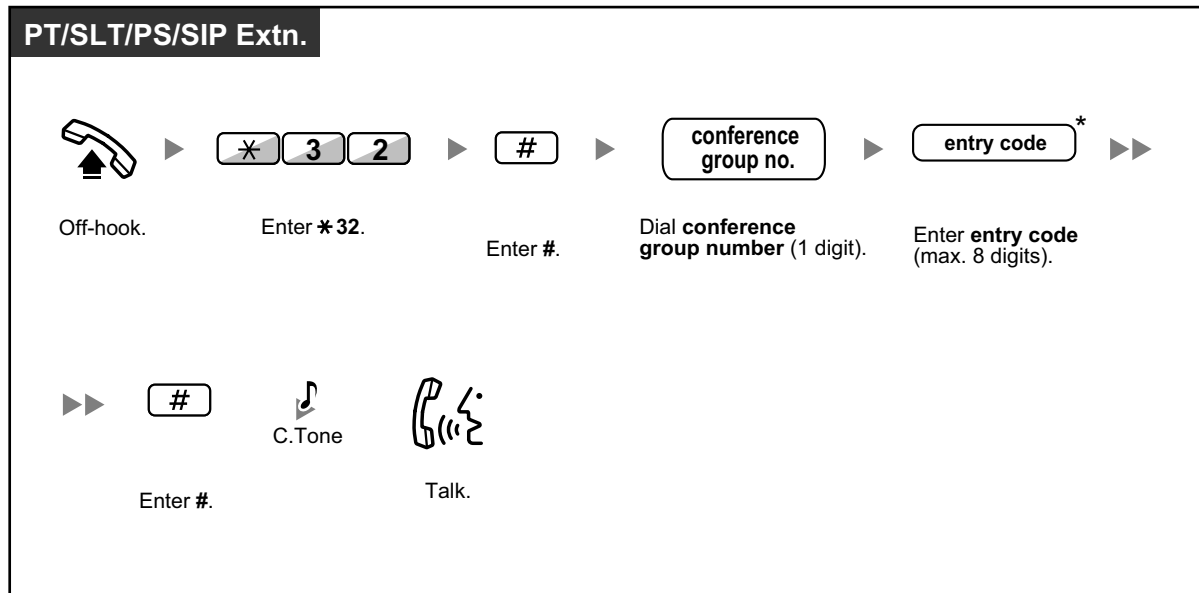 PT/SLT/PS/SIP Extn.
* 3 2
#
conference
group no.
entry code*
Off-hook.
Enter *32.
Enter #.
Dial conference
group number (1 digit).
Enter entry code
(max. 8 digits).
#
C.Tone
Enter #.
Talk.